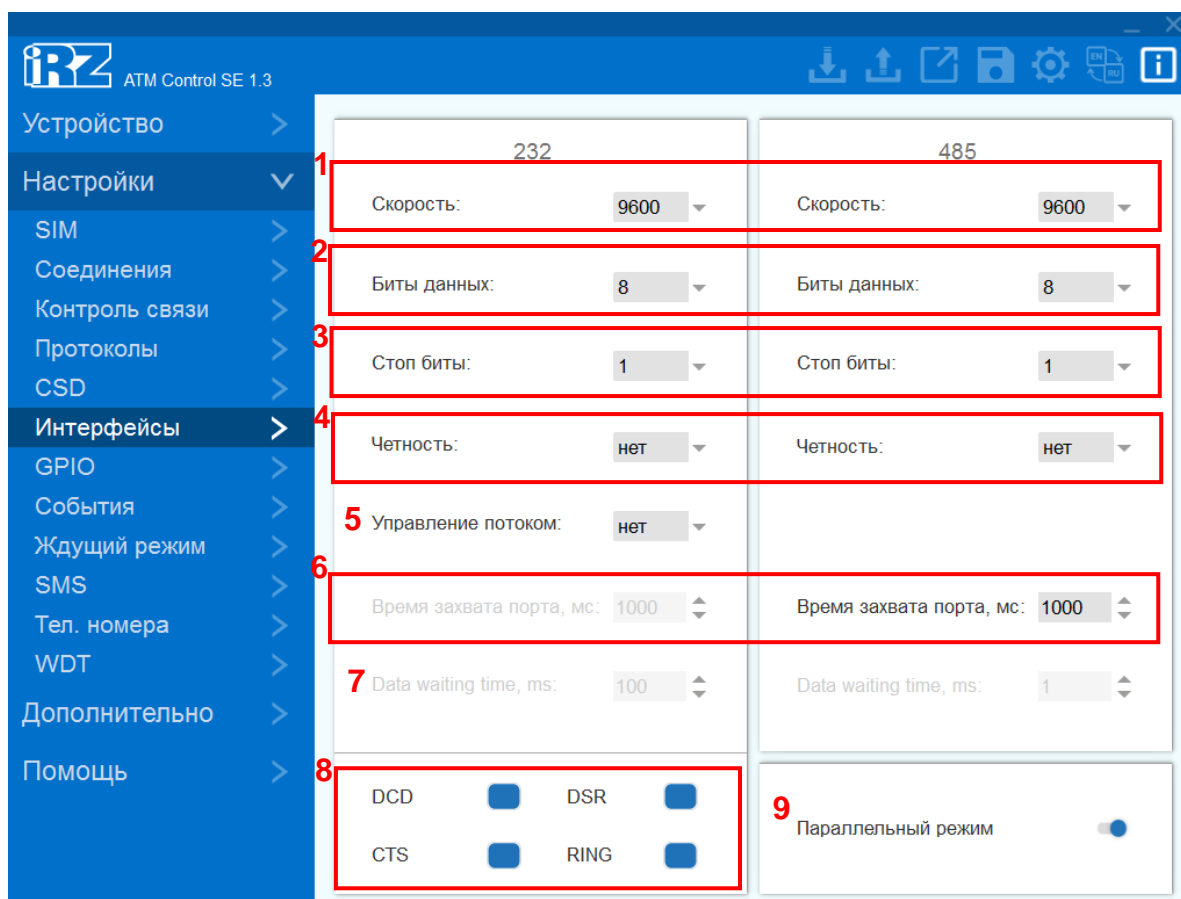 iRZ ATM Control SE 1.3
EN RU
Устройство
Настройки
SIM
Соединения
Контроль связи
Протоколы
CSD
Интерфейсы
GPIO
События
Ждущий режим
SMS
Тел. номера
WDT
Дополнительно
Помощь
232
1 Скорость: 9600
2 Биты данных: 8
3 Стоп биты: 1
4 Четность: нет
5 Управление потоком: нет
6 Время захвата порта, мс: 1000
7 Data waiting time, ms: 100
8 DCD DSR
CTS RING
485
Скорость: 9600
Биты данных: 8
Стоп биты: 1
Четность: нет
Время захвата порта, мс: 1000
Data waiting time, ms: 1
9 Параллельный режим